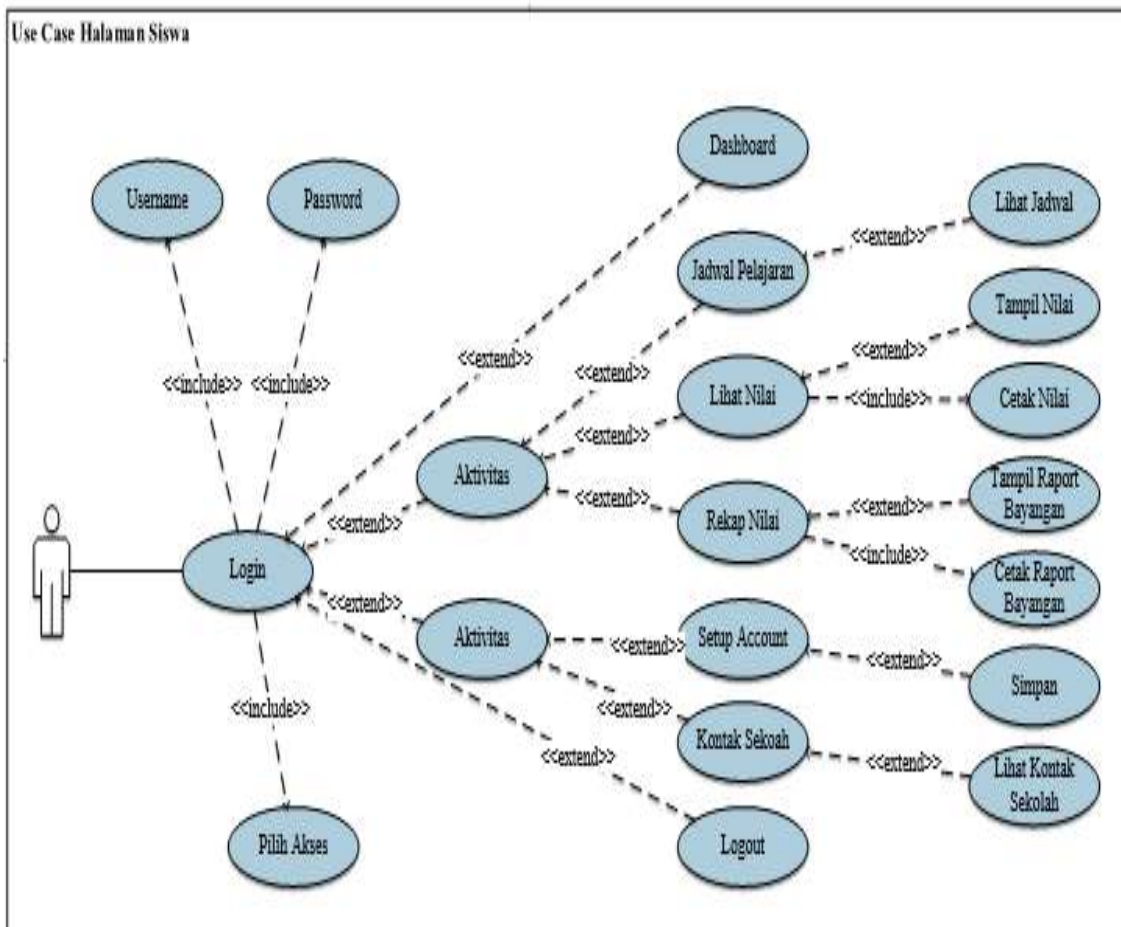 Use Case Halaman Siswa
Dashboard
Username
Password
Lihat Jadwal
<<extend>>
Jadwal Pelajaran
Tampil Nilai
<<extend>>
<<extend>>
<<extend>>
<<include>>
<<include>>
Lihat Nilai
<<include>>
Cetak Nilai
<<extend>>
Aktivitas
Tampil Raport
Bayangan
<<extend>>
Rekap Nilai
<<extend>>
<<extend>>
<<include>>
Login
Cetak Raport
Bayangan
<<extend>>
Aktivitas
<<extend>>
Setup Account
<<extend>>
Simpan
<<include>>
<<extend>>
Kontak Sekoah
<<extend>>
<<extend>>
Lihat Kontak
Sekolah
Pilih Akses
Logout